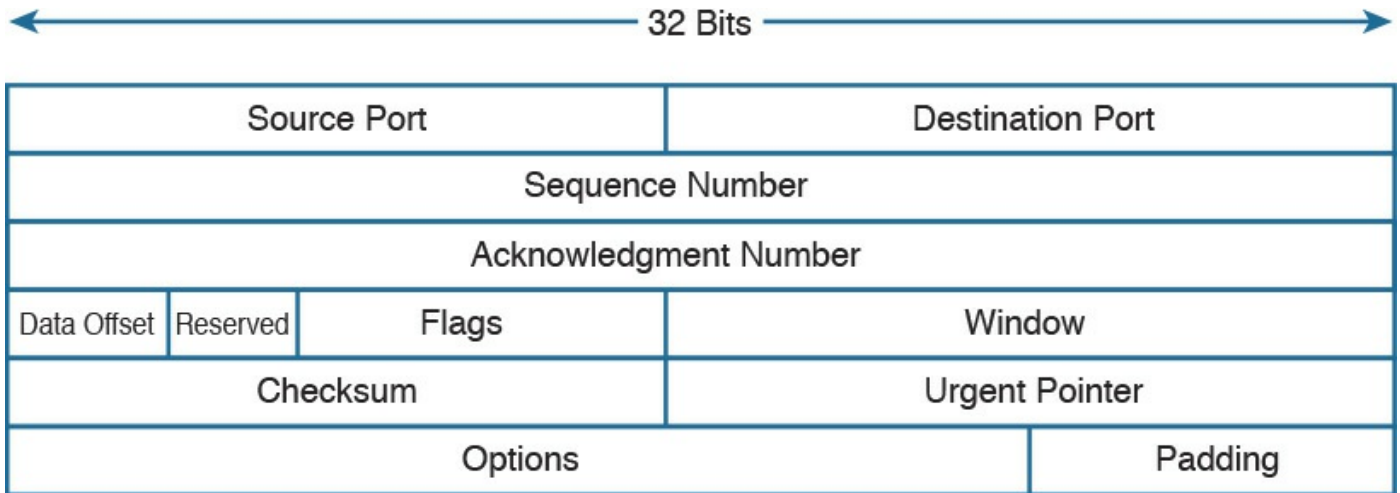 32 Bits
Source Port Destination Port
Sequence Number
Acknowledgment Number
Data Offset Reserved Flags Window
Checksum Urgent Pointer
Options Padding